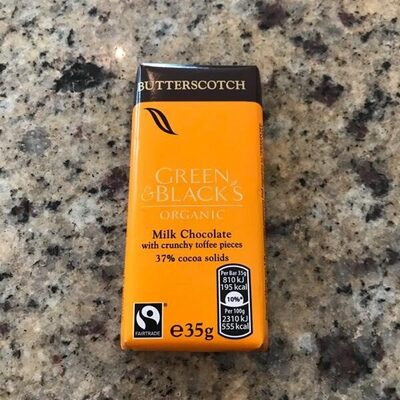 BUTTERSCOTCH
GREEN
& BLACK'S
ORGANIC
Milk Chocolate
with crunchy toffee pieces
37% cocoa solids
Per Bar 35g
810 kJ
195 kcal
10%*
Per 100g
2310 kJ
555 kcal
FAIRTRADE
e35g